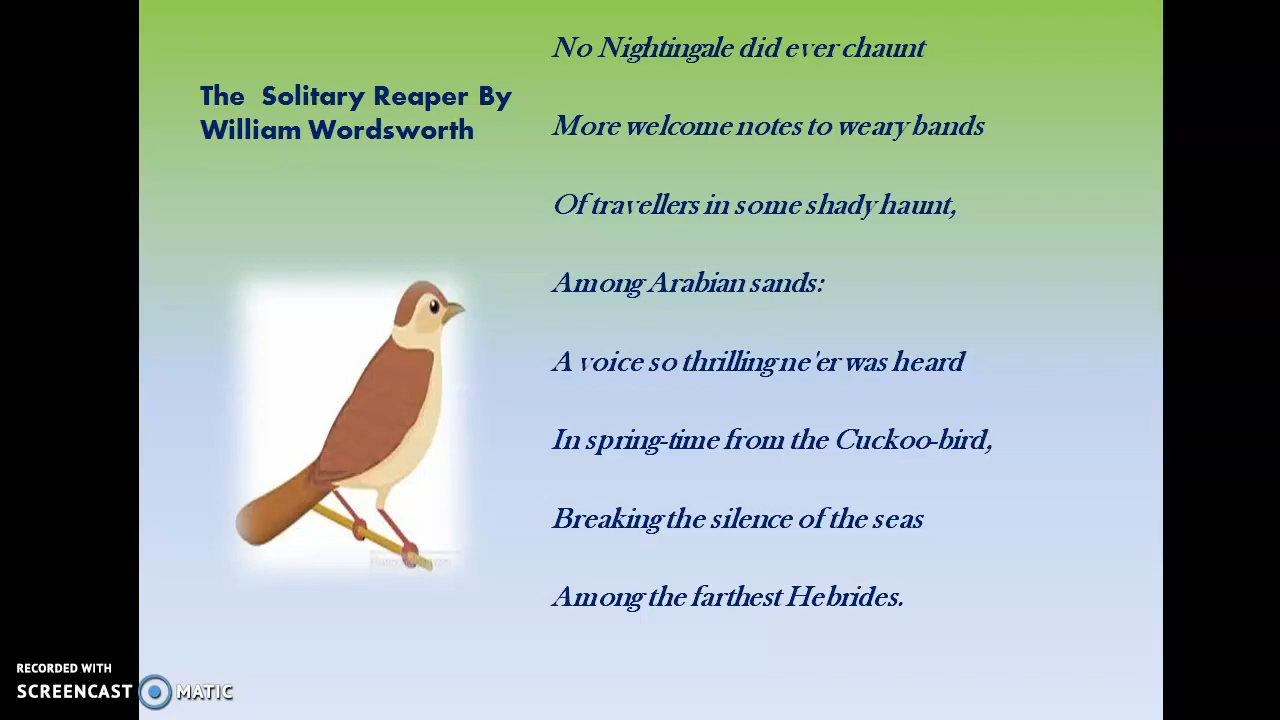 The Solitary Reaper By
William Wordsworth
No Nightingale did ever chaunt
More welcome notes to weary bands
Of travellers in some shady haunt,
Among Arabian sands:
A voice so thrilling ne'er was heard
In spring-time from the Cuckoo-bird,
Breaking the silence of the seas
Among the farthest Hebrides.
RECORDED WITH
SCREENCAST MATIC